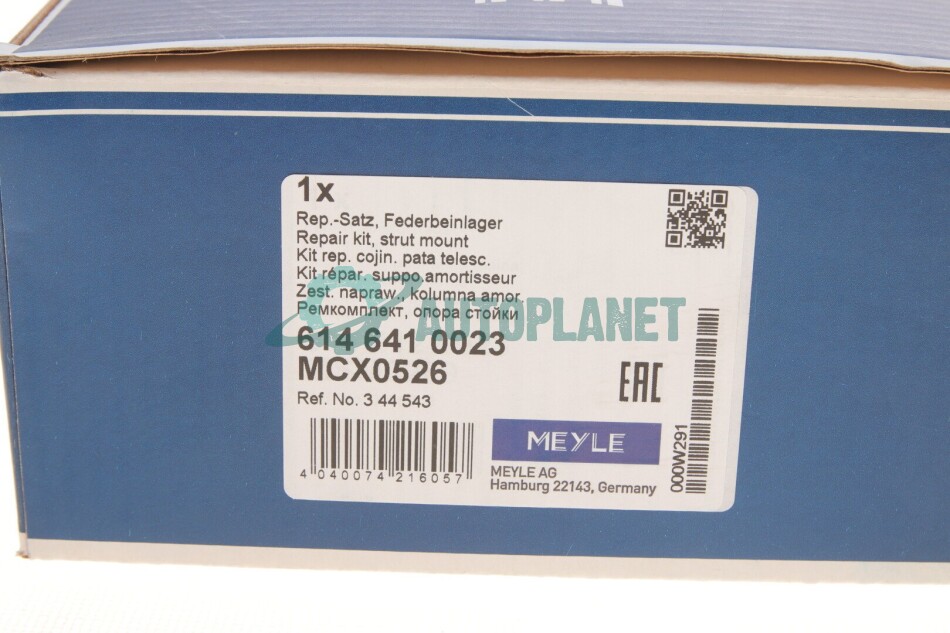 1x
Rep.-Satz, Federbeinlager
Repair kit, strut mount
Kit rep. cojin. pata telesc.
Kit répar. suppo.amortisseur
Zest. napraw., kolumna amor
Ремкомплект, опора стойки
AUTOPLANET
614 641 0023
MCX0526
Ref. No. 3 44 543
EAC
4 040074 216057
MEYLE
MEYLE AG
Hamburg 22143, Germany
000W291